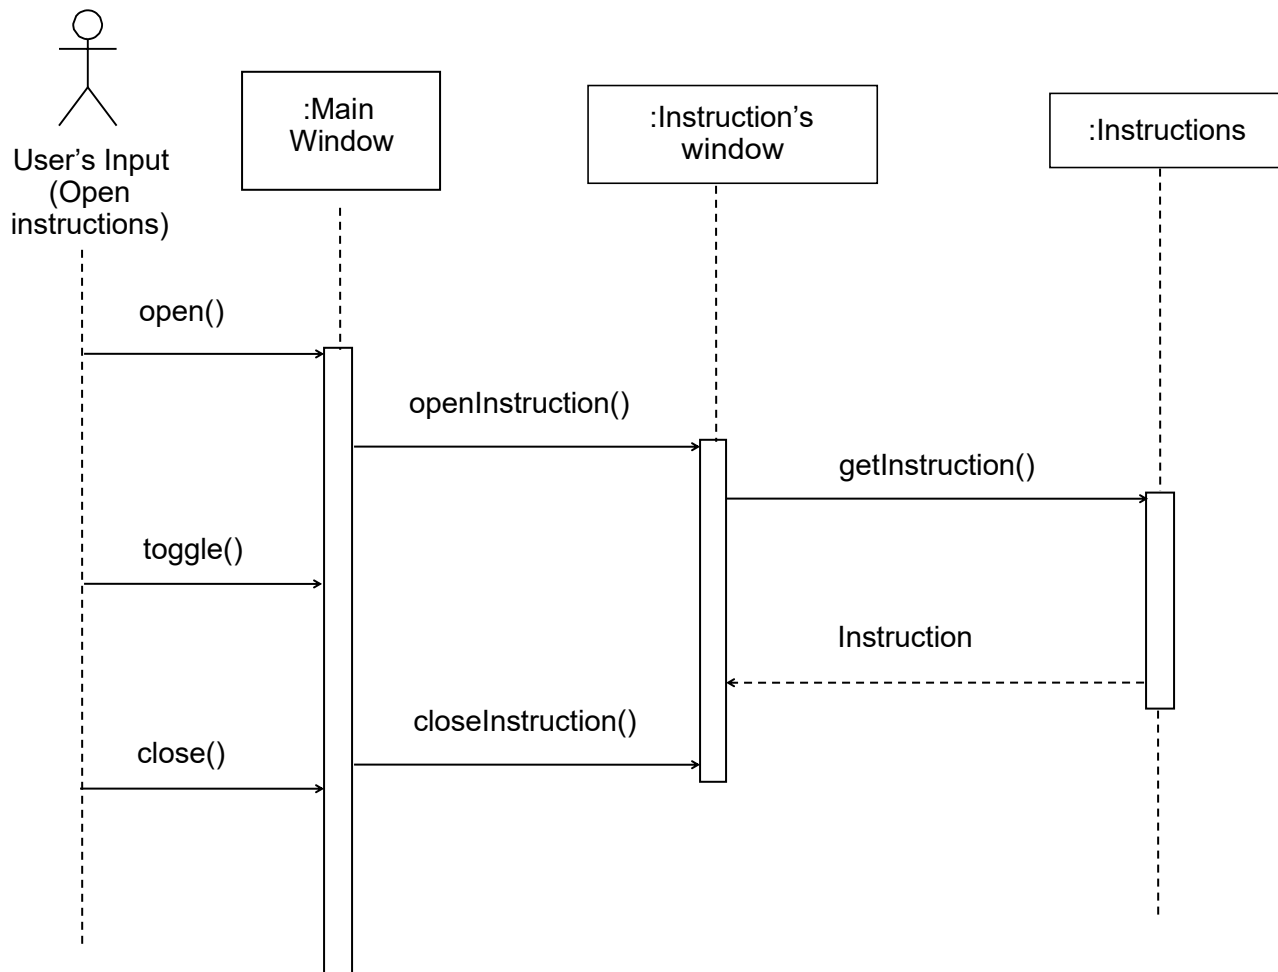 :Main
Window
:Instruction’s
window
:Instructions
User’s Input
(Open
instructions)
open()
openInstruction()
getInstruction()
toggle()
Instruction
closeInstruction()
close()